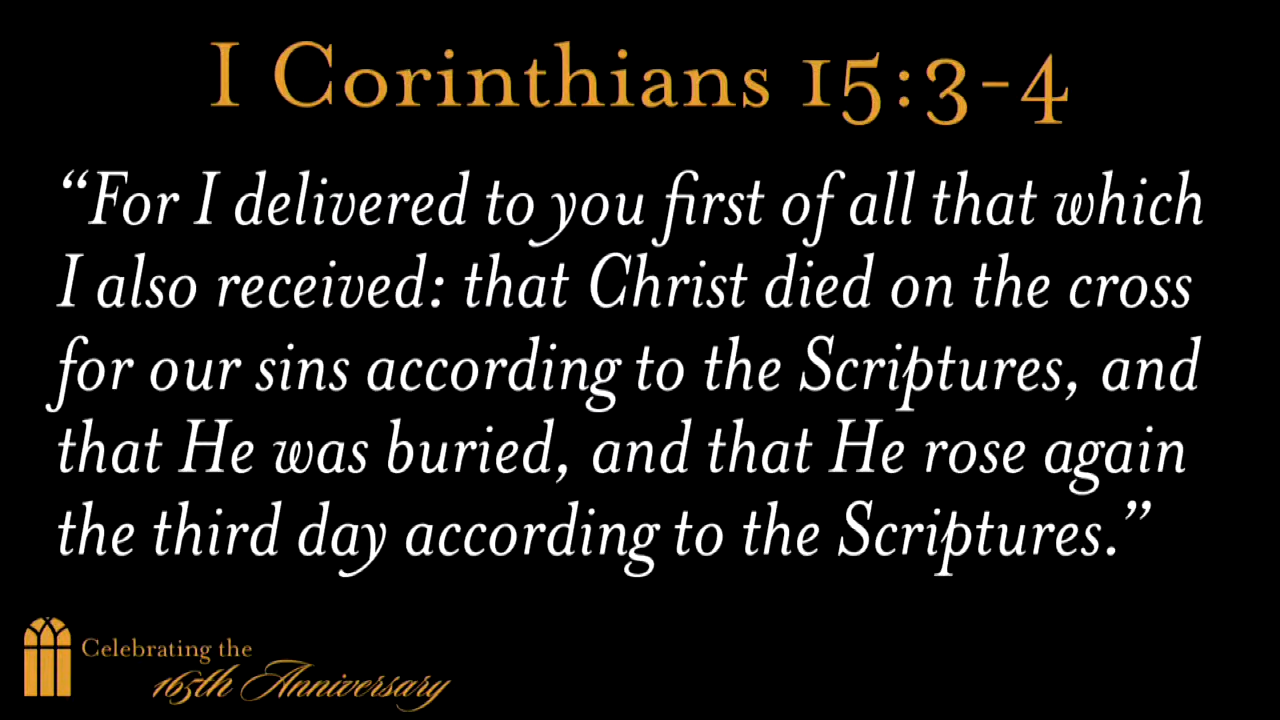 I Corinthians 15:3-4
“For I delivered to you first of all that which
I also received: that Christ died on the cross
for our sins according to the Scriptures, and
that He was buried, and that He rose again
the third day according to the Scriptures.”
Celebrating the
165th Anniversary